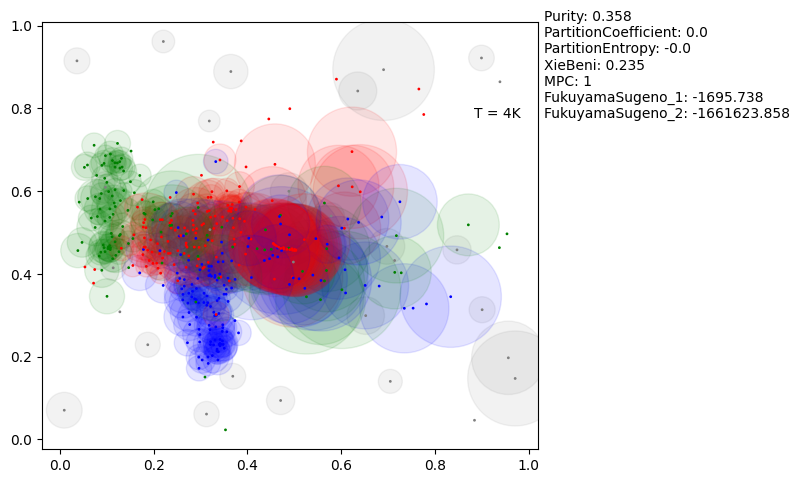 Purity: 0.358
PartitionCoefficient: 0.0
PartitionEntropy: -0.0
XieBeni: 0.235
MPC: 1
FukuyamaSugeno_1: -1695.738
FukuyamaSugeno_2: -1661623.858
T = 4K
1.0
0.8
0.6
0.4
0.2
0.0
0.0 0.2 0.4 0.6 0.8 1.0